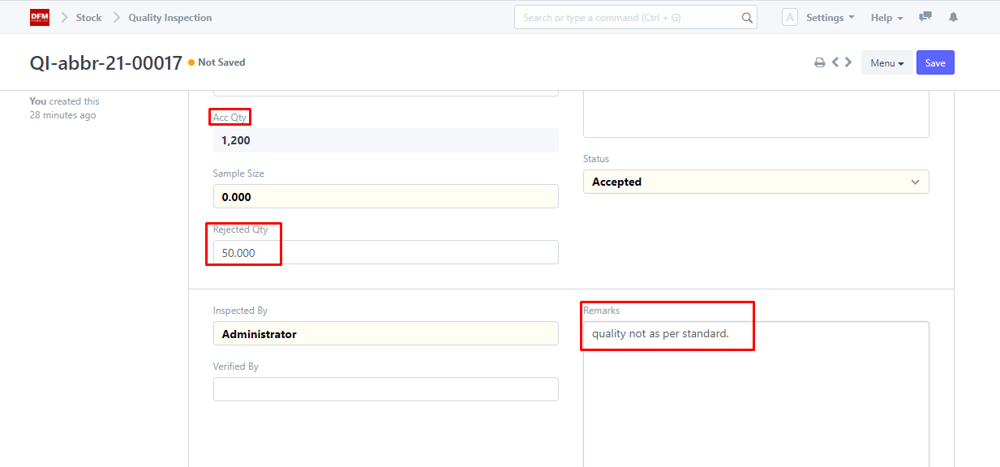 DFM
Stock
Quality Inspection
Search or type a command (Ctrl + G)
A
Settings
Help
QI-abbr-21-00017
Not Saved
Menu
Save
You created this
28 minutes ago
Acc Qty
1,200
Sample Size
0.000
Rejected Qty
50.000
Status
Accepted
Inspected By
Administrator
Verified By
Remarks
quality not as per standard.